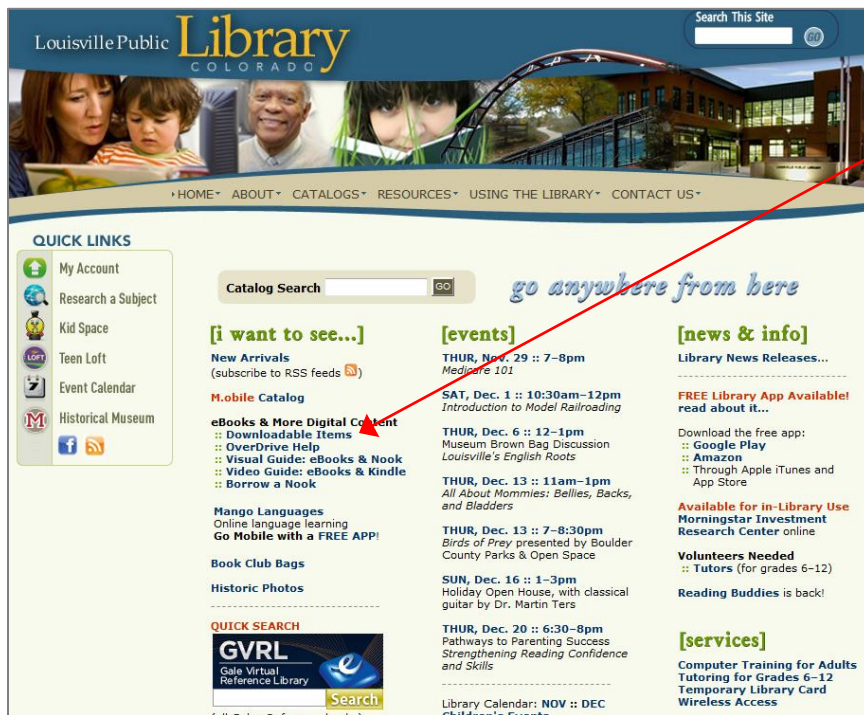 Search This Site
GO
Louisville Public Library
COLORADO
HOME ABOUT CATALOGS RESOURCES USING THE LIBRARY CONTACT US
QUICK LINKS
My Account
Research a Subject
Kid Space
LOFT Teen Loft
7 Event Calendar
M Historical Museum
f
Catalog Search GO
go anywhere from here
[i want to see...]
New Arrivals
(subscribe to RSS feeds )
M.obile Catalog
eBooks & More Digital Content
:: Downloadable Items
:: OverDrive Help
:: Visual Guide: eBooks & Nook
:: Video Guide: eBooks & Kindle
:: Borrow a Nook
Mango Languages
Online language learning
Go Mobile with a FREE APP!
Book Club Bags
Historic Photos
QUICK SEARCH
GVRL
Gale Virtual
Reference Library
Search
[events]
THUR, Nov. 29 :: 7-8pm
Medicare 101
SAT, Dec. 1 :: 10:30am-12pm
Introduction to Model Railroading
THUR, Dec. 6 :: 12-1pm
Museum Brown Bag Discussion
Louisville's English Roots
THUR, Dec. 13 :: 11am-1pm
All About Mommies: Bellies, Backs,
and Bladders
THUR, Dec. 13 :: 7-8:30pm
Birds of Prey presented by Boulder
County Parks & Open Space
SUN, Dec. 16 :: 1-3pm
Holiday Open House, with classical
guitar by Dr. Martin Ters
THUR, Dec. 20 :: 6:30-8pm
Pathways to Parenting Success
Strengthening Reading Confidence
and Skills
Library Calendar: NOV :: DEC
Children's Events
[news & info]
Library News Releases...
FREE Library App Available!
read about it...
Download the free app:
:: Google Play
:: Amazon
:: Through Apple iTunes and
App Store
Available for in-Library Use
Morningstar Investment
Research Center online
Volunteers Needed
:: Tutors (for grades 6-12)
Reading Buddies is back!
[services]
Computer Training for Adults
Tutoring for Grades 6-12
Temporary Library Card
Wireless Access